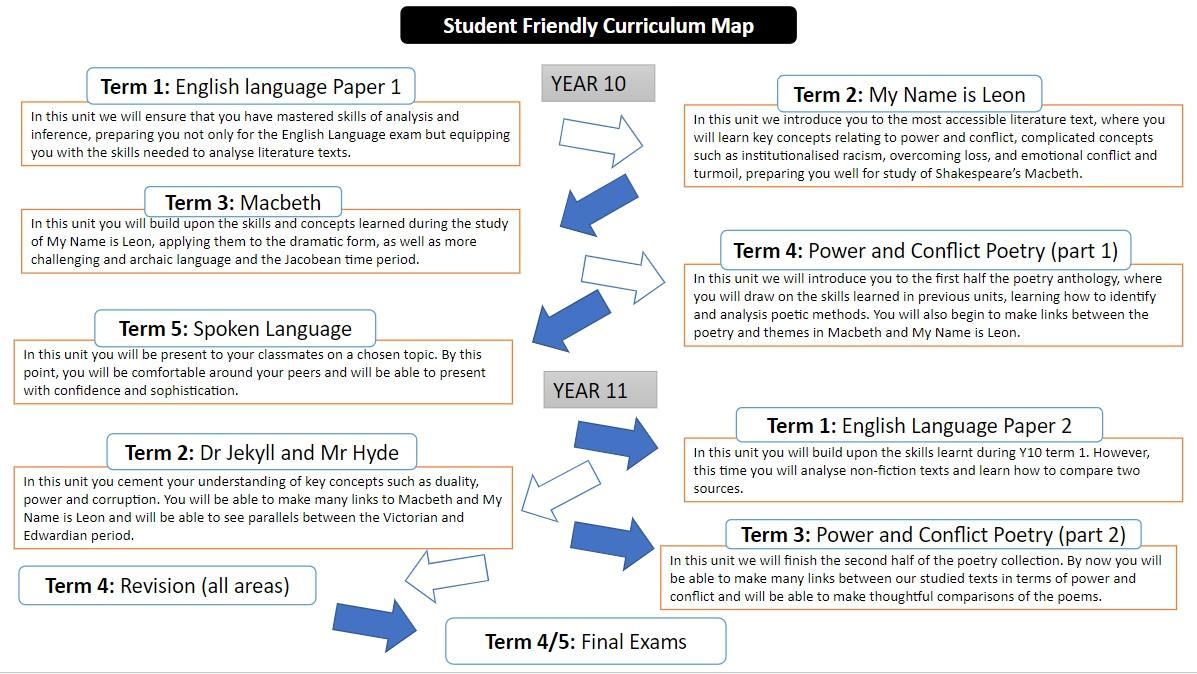 Student Friendly Curriculum Map
YEAR 10
Term 1: English language Paper 1
In this unit we will ensure that you have mastered skills of analysis and
inference, preparing you not only for the English Language exam but equipping
you with the skills needed to analyse literature texts.
Term 2: My Name is Leon
In this unit we introduce you to the most accessible literature text, where you
will learn key concepts relating to power and conflict, complicated concepts
such as institutionalised racism, overcoming loss, and emotional conflict and
turmoil, preparing you well for study of Shakespeare's Macbeth.
Term 3: Macbeth
In this unit you will build upon the skills and concepts learned during the study
of My Name is Leon, applying them to the dramatic form, as well as more
challenging and archaic language and the Jacobean time period.
Term 4: Power and Conflict Poetry (part 1)
In this unit we will introduce you to the first half the poetry anthology, where
you will draw on the skills learned in previous units, learning how to identify
and analysis poetic methods. You will also begin to make links between the
poetry and themes in Macbeth and My Name is Leon.
Term 5: Spoken Language
In this unit you will be present to your classmates on a chosen topic. By this
point, you will be comfortable around your peers and will be able to present
with confidence and sophistication.
YEAR 11
Term 1: English Language Paper 2
In this unit you will build upon the skills learnt during Y10 term 1. However,
this time you will analyse non-fiction texts and learn how to compare two
sources.
Term 2: Dr Jekyll and Mr Hyde
In this unit you cement your understanding of key concepts such as duality,
power and corruption. You will be able to make many links to Macbeth and My
Name is Leon and will be able to see parallels between the Victorian and
Edwardian period.
Term 3: Power and Conflict Poetry (part 2)
In this unit we will finish the second half of the poetry collection. By now you will
be able to make many links between our studied texts in terms of power and
conflict and will be able to make thoughtful comparisons of the poems.
Term 4: Revision (all areas)
Term 4/5: Final Exams